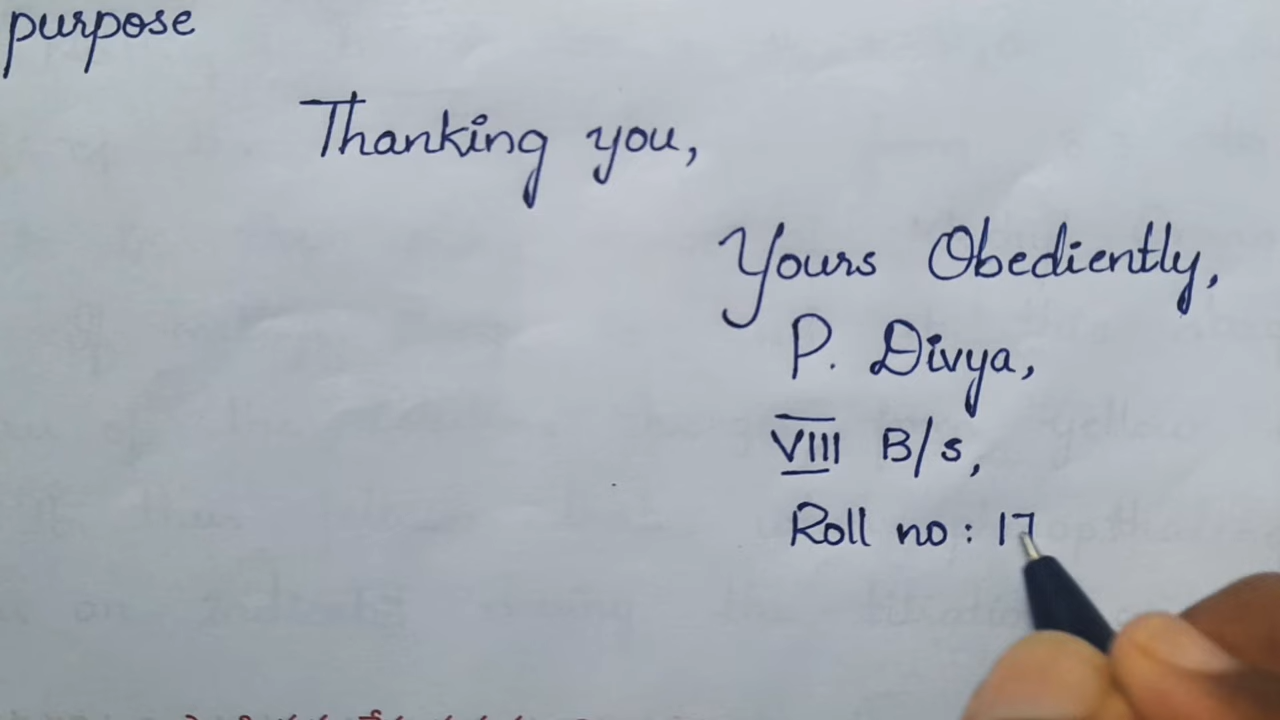 purpose
Thanking you,
Yours Obediently,
P. Divya,
VIII B/s,
Roll no: 17